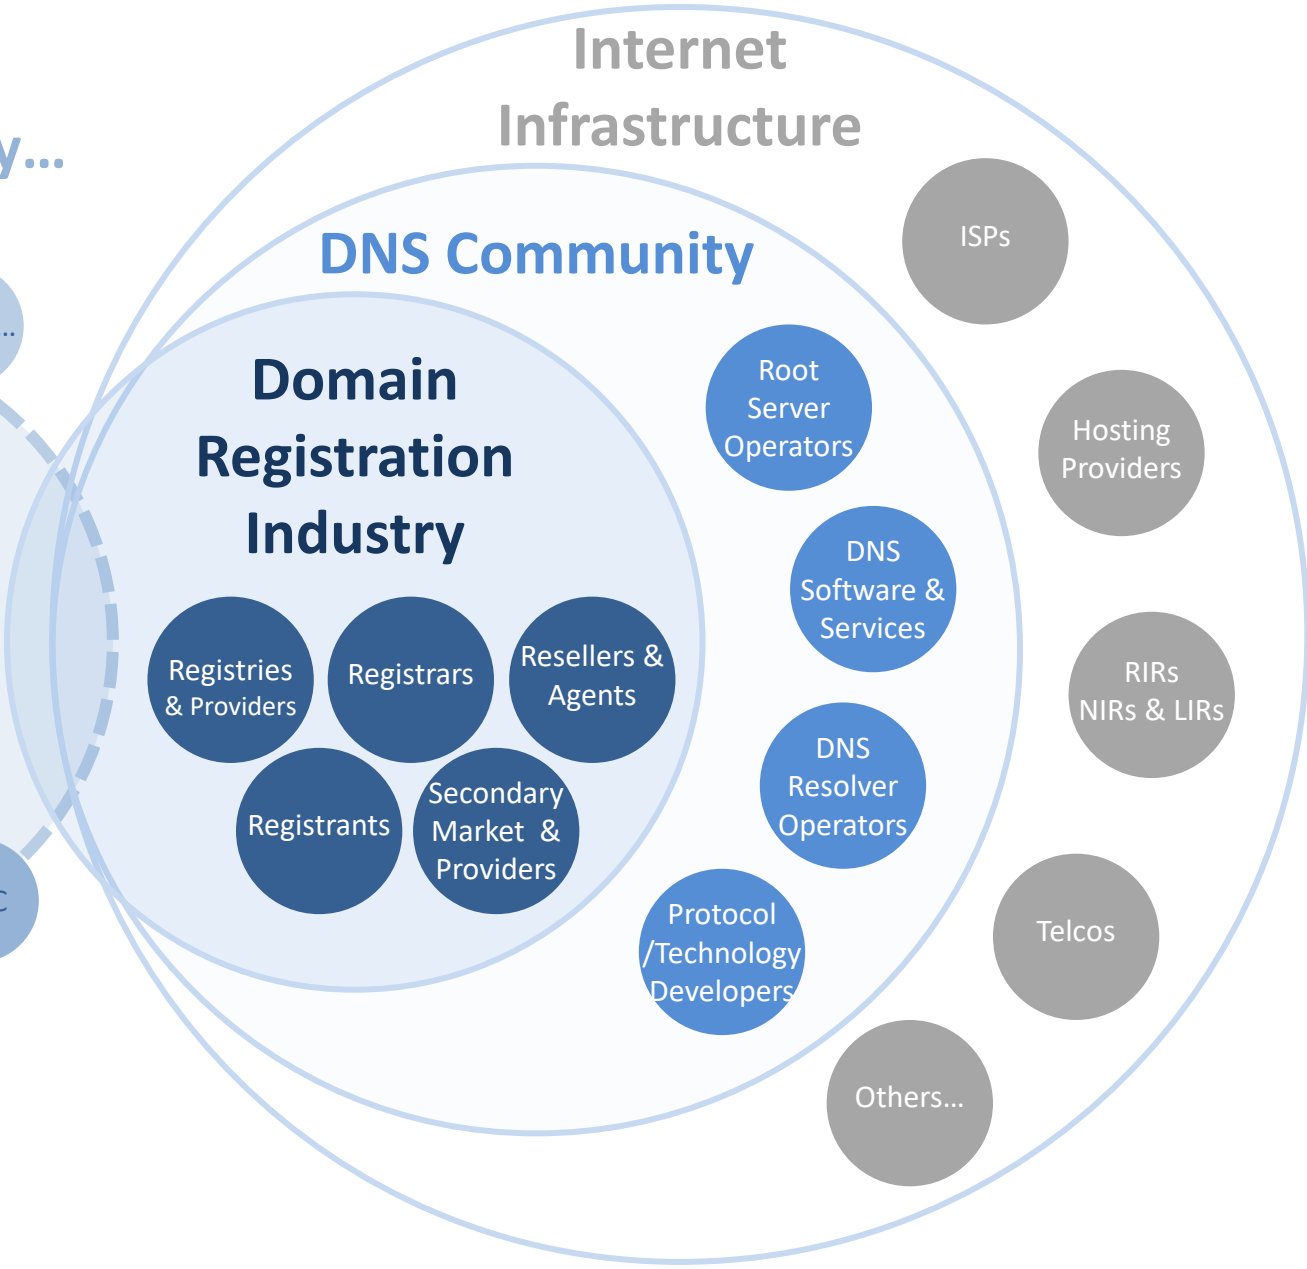 Internet
Infrastructure
y...
DNS Community
ISPs
...
Root
Server
Operators
Domain
Registration
Industry
Hosting
Providers
DNS
Software &
Services
Registries
& Providers
Registrars
Resellers &
Agents
RIRs
NIRs & LIRs
DNS
Resolver
Operators
Registrants
Secondary
Market &
Providers
C
Protocol
/Technology
Developers
Telcos
Others...